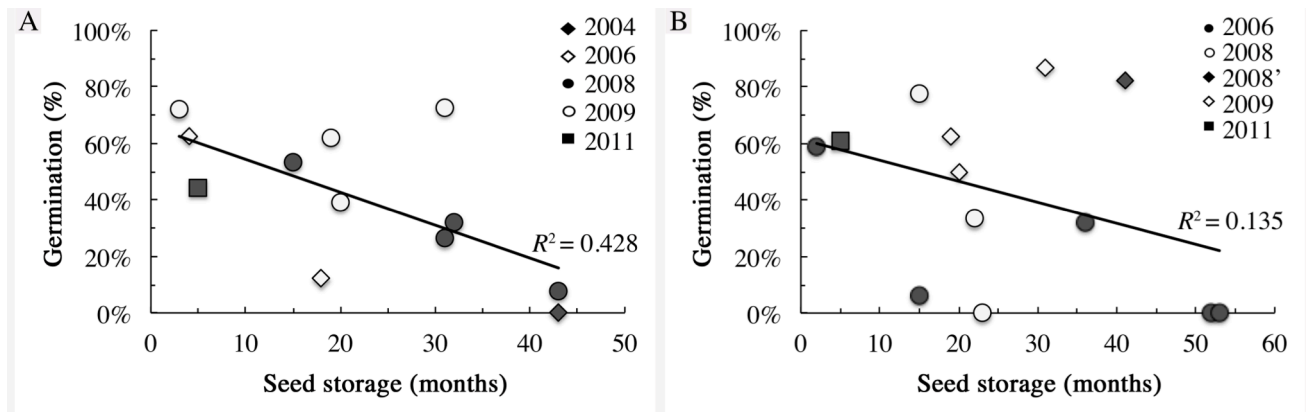 A
100%
80%
60%
40%
20%
0%
Germination (%)
0 10 20 30 40 50
Seed storage (months)
2004
2006
2008
2009
2011
R² = 0.428
B
100%
80%
60%
40%
20%
0%
Germination (%)
0 10 20 30 40 50 60
Seed storage (months)
2006
2008
2008’
2009
2011
R² = 0.135